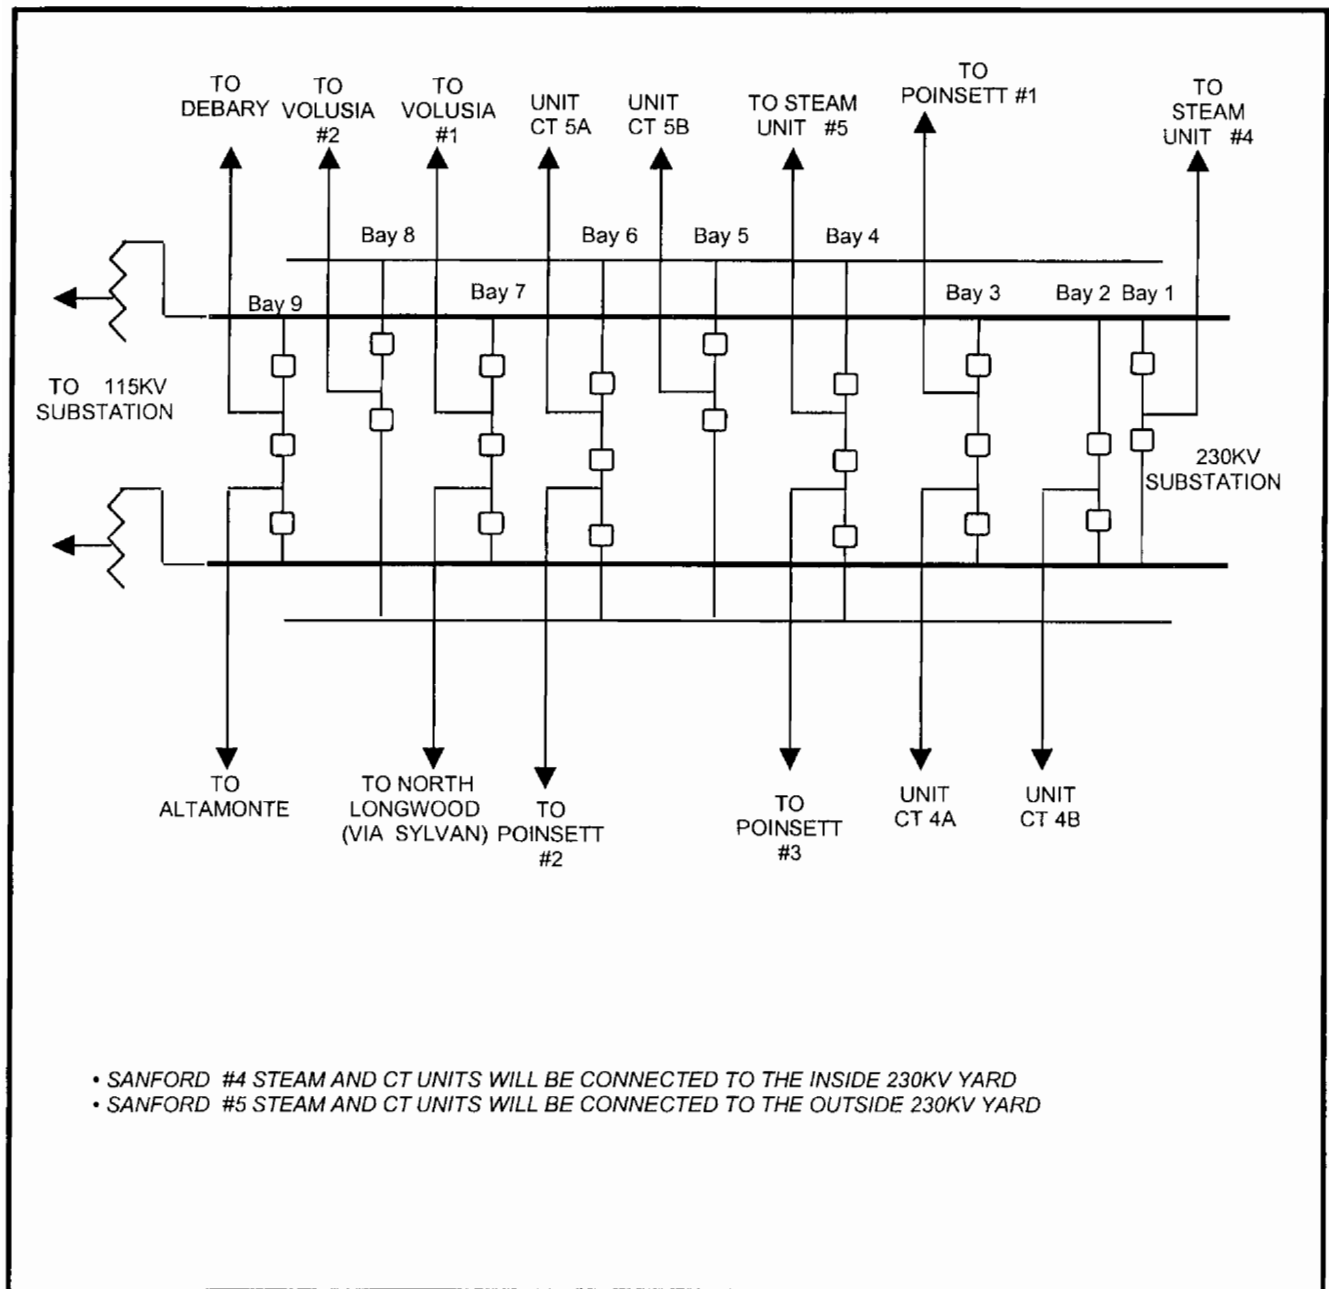 TO
DEBARY
TO
VOLUSIA
#2
TO
VOLUSIA
#1
UNIT
CT 5A
UNIT
CT 5B
TO STEAM
UNIT #5
TO
POINSETT #1
TO
STEAM
UNIT #4
Bay 8
Bay 6
Bay 5
Bay 4
Bay 9
Bay 7
Bay 3
Bay 2
Bay 1
TO 115KV
SUBSTATION
230KV
SUBSTATION
TO
ALTAMONTE
TO NORTH
LONGWOOD
(VIA SYLVAN)
TO
POINSETT
#2
TO
POINSETT
#3
UNIT
CT 4A
UNIT
CT 4B
• SANFORD #4 STEAM AND CT UNITS WILL BE CONNECTED TO THE INSIDE 230KV YARD
• SANFORD #5 STEAM AND CT UNITS WILL BE CONNECTED TO THE OUTSIDE 230KV YARD